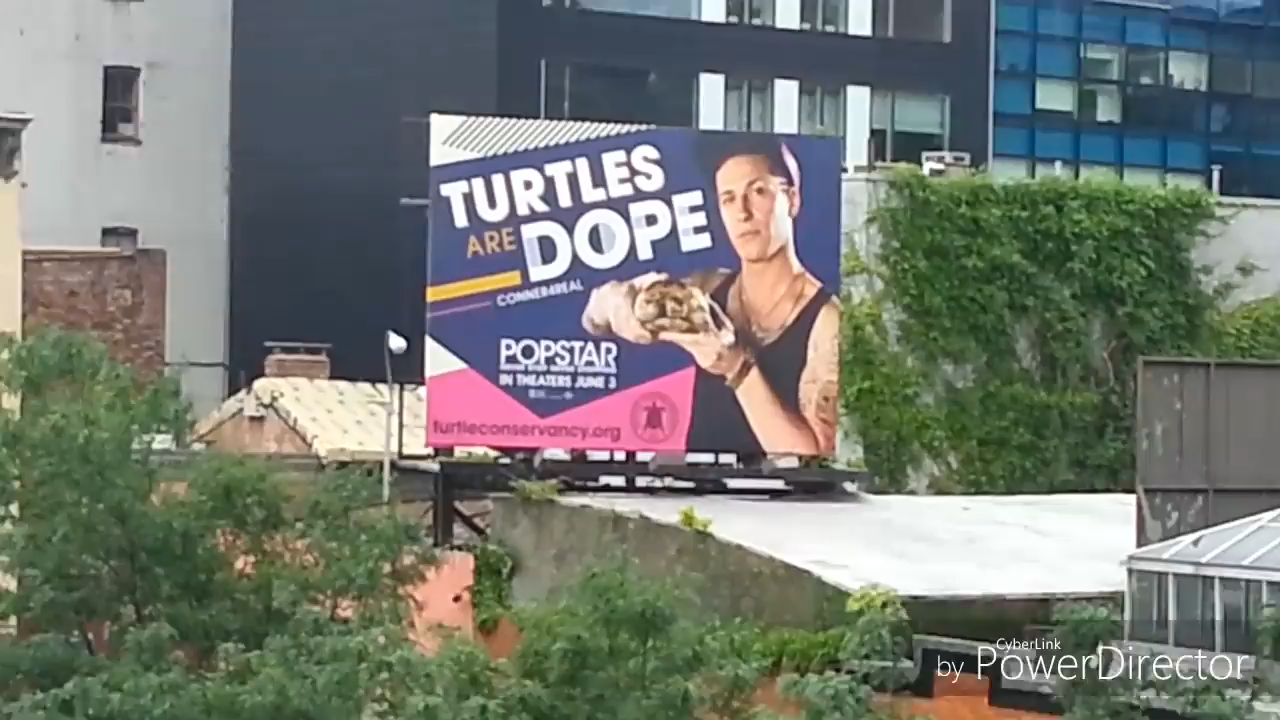 TURTLES
ARE DOPE
CONNER4REAL
POPSTAR
IN THEATERS JUNE 3
turtleconservancy.org
CyberLink
by PowerDirector